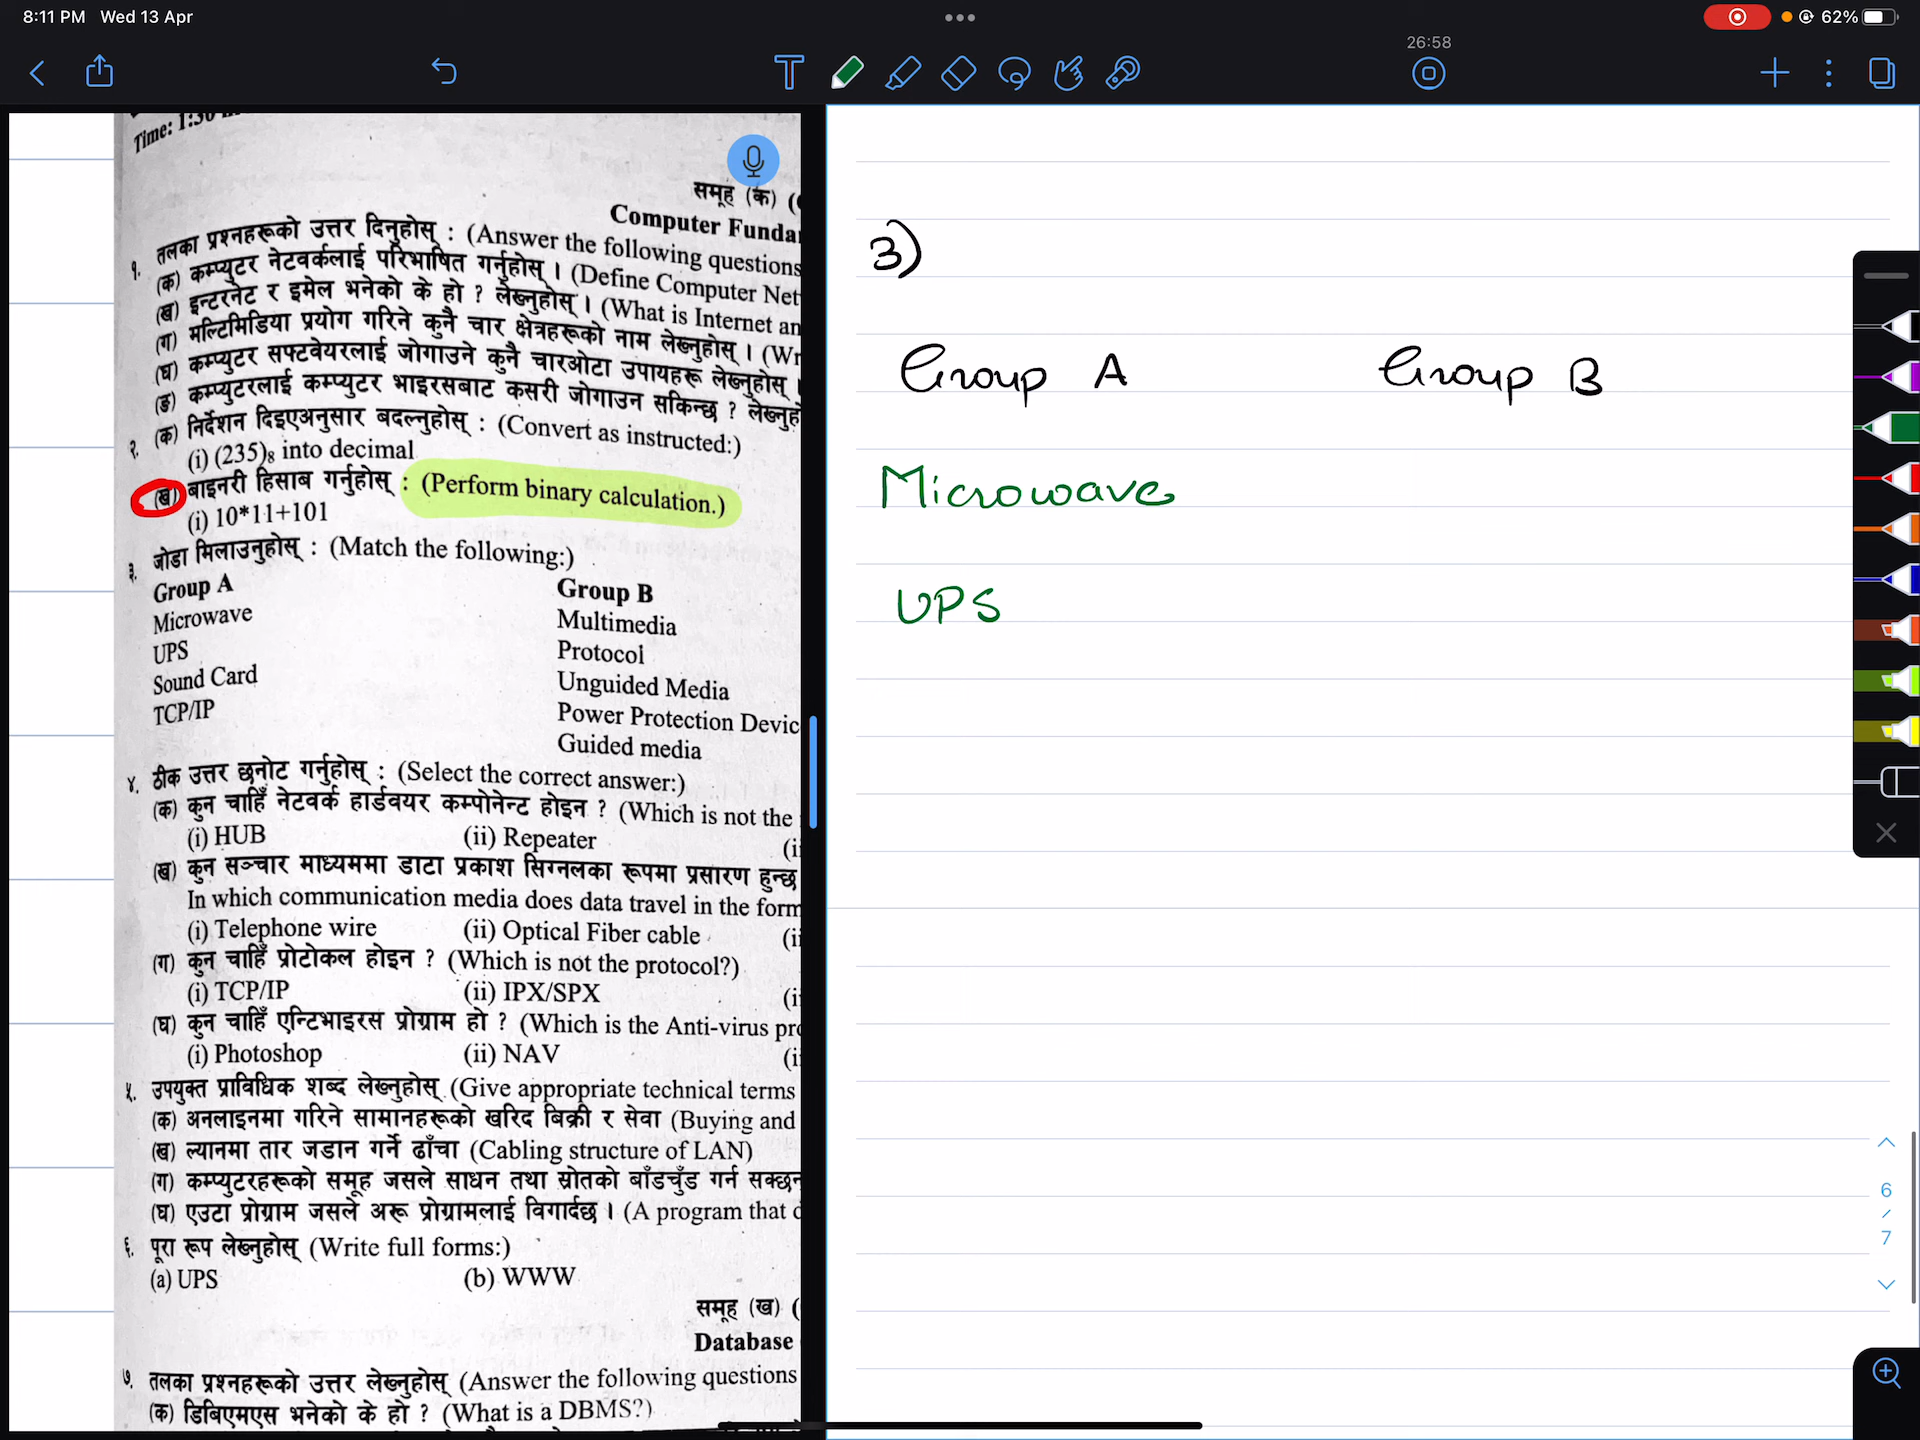 8:11 PM Wed 13 Apr
62%
26:58
Time: 1:30
समूह (क) (
Computer Funda
१. तलका प्रश्नहरूको उत्तर दिनुहोस् : (Answer the following questions
(क) कम्प्युटर नेटवर्कलाई परिभाषित गर्नुहोस् । (Define Computer Net
(ख) इन्टरनेट र इमेल भनेको के हो ? लेख्नुहोस् । (What is Internet an
(ग) मल्टिमिडिया प्रयोग गरिने कुनै चार क्षेत्रहरूको नाम लेख्नुहोस् । (Wr
(घ) कम्प्युटर सफ्टवेयरलाई जोगाउने कुनै चारओटा उपायहरू लेख्नुहोस् ।
(ङ) कम्प्युटरलाई कम्प्युटर भाइरसबाट कसरी जोगाउन सकिन्छ ? लेख्नुह
२. (क) निर्देशन दिइएअनुसार बदल्नुहोस् : (Convert as instructed:)
(i) (235)₈ into decimal
(ख) बाइनरी हिसाब गर्नुहोस् : (Perform binary calculation.)
(i) 10*11+101
३. जोडा मिलाउनुहोस् : (Match the following:)
Group A Group B
Microwave Multimedia
UPS Protocol
Sound Card Unguided Media
TCP/IP Power Protection Devic
Guided media
४. ठीक उत्तर छनोट गर्नुहोस् : (Select the correct answer:)
(क) कुन चाहिँ नेटवर्क हार्डवयर कम्पोनेन्ट होइन ? (Which is not the
(i) HUB (ii) Repeater (i
(ख) कुन सञ्चार माध्यममा डाटा प्रकाश सिग्नलका रूपमा प्रसारण हुन्छ
In which communication media does data travel in the form
(i) Telephone wire (ii) Optical Fiber cable (i
(ग) कुन चाहिँ प्रोटोकल होइन ? (Which is not the protocol?)
(i) TCP/IP (ii) IPX/SPX (i
(घ) कुन चाहिँ एन्टिभाइरस प्रोग्राम हो ? (Which is the Anti-virus pro
(i) Photoshop (ii) NAV (i
५. उपयुक्त प्राविधिक शब्द लेख्नुहोस् (Give appropriate technical terms
(क) अनलाइनमा गरिने सामानहरूको खरिद बिक्री र सेवा (Buying and
(ख) ल्यानमा तार जडान गर्ने ढाँचा (Cabling structure of LAN)
(ग) कम्प्युटरहरूको समूह जसले साधन तथा स्रोतको बाँडचुँड गर्न सक्छन
(घ) एउटा प्रोग्राम जसले अरू प्रोग्रामलाई विगार्दछ । (A program that d
६. पूरा रूप लेख्नुहोस् (Write full forms:)
(a) UPS (b) WWW
समूह (ख) (
Database
७. तलका प्रश्नहरूको उत्तर लेख्नुहोस् (Answer the following questions
(क) डिबिएमएस भनेको के हो ? (What is a DBMS?)
3)
Group A Group B
Microwave
UPS
6
/
7